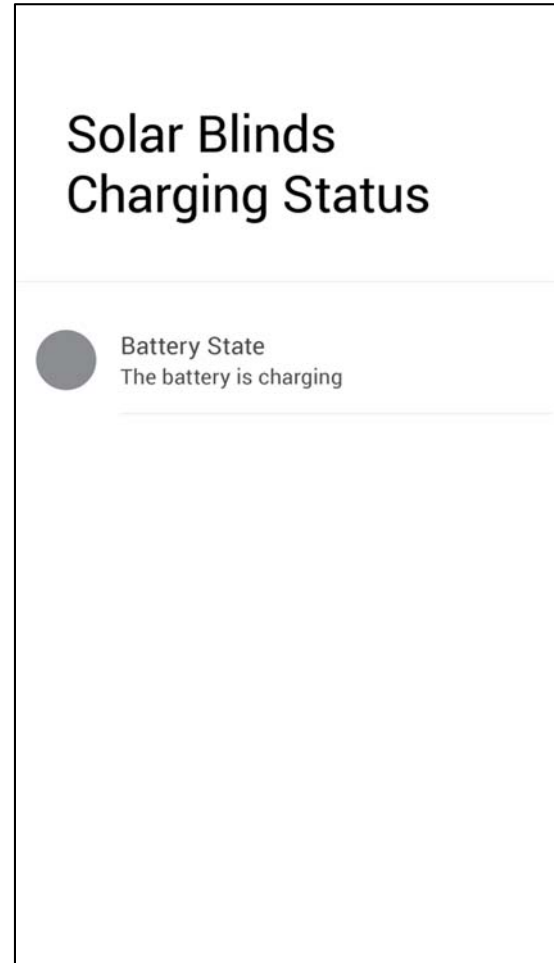 Solar Blinds
Charging Status
Battery State
The battery is charging